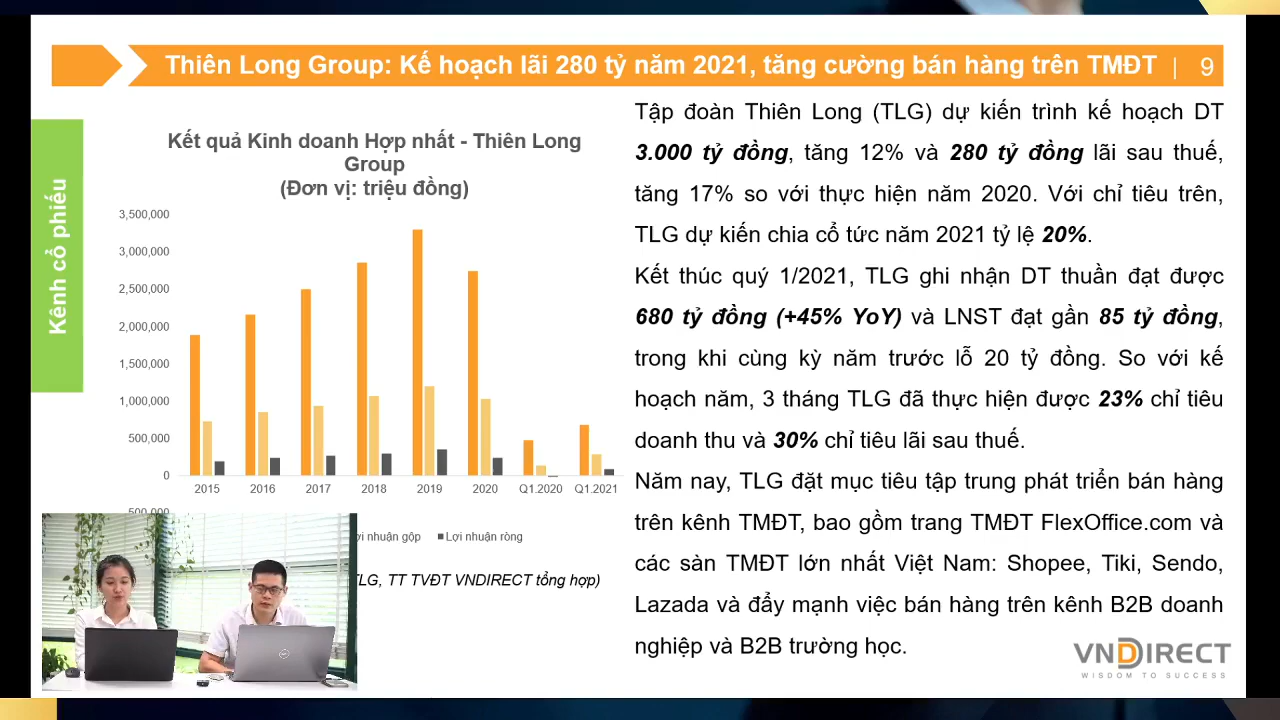 Thiên Long Group: Kế hoạch lãi 280 tỷ năm 2021, tăng cường bán hàng trên TMĐT | 9
Kênh cổ phiếu
Kết quả Kinh doanh Hợp nhất - Thiên Long
Group
(Đơn vị: triệu đồng)
3,500,000
3,000,000
2,500,000
2,000,000
1,500,000
1,000,000
500,000
0
2015 2016 2017 2018 2019 2020 Q1.2020 Q1.2021
nhuận gộp Lợi nhuận ròng
TLG, TT TVĐT VNDIRECT tổng hợp)
Tập đoàn Thiên Long (TLG) dự kiến trình kế hoạch DT
3.000 tỷ đồng, tăng 12% và 280 tỷ đồng lãi sau thuế,
tăng 17% so với thực hiện năm 2020. Với chỉ tiêu trên,
TLG dự kiến chia cổ tức năm 2021 tỷ lệ 20%.
Kết thúc quý 1/2021, TLG ghi nhận DT thuần đạt được
680 tỷ đồng (+45% YoY) và LNST đạt gần 85 tỷ đồng,
trong khi cùng kỳ năm trước lỗ 20 tỷ đồng. So với kế
hoạch năm, 3 tháng TLG đã thực hiện được 23% chỉ tiêu
doanh thu và 30% chỉ tiêu lãi sau thuế.
Năm nay, TLG đặt mục tiêu tập trung phát triển bán hàng
trên kênh TMĐT, bao gồm trang TMĐT FlexOffice.com và
các sàn TMĐT lớn nhất Việt Nam: Shopee, Tiki, Sendo,
Lazada và đẩy mạnh việc bán hàng trên kênh B2B doanh
nghiệp và B2B trường học.
VNDIRECT
WISDOM TO SUCCESS